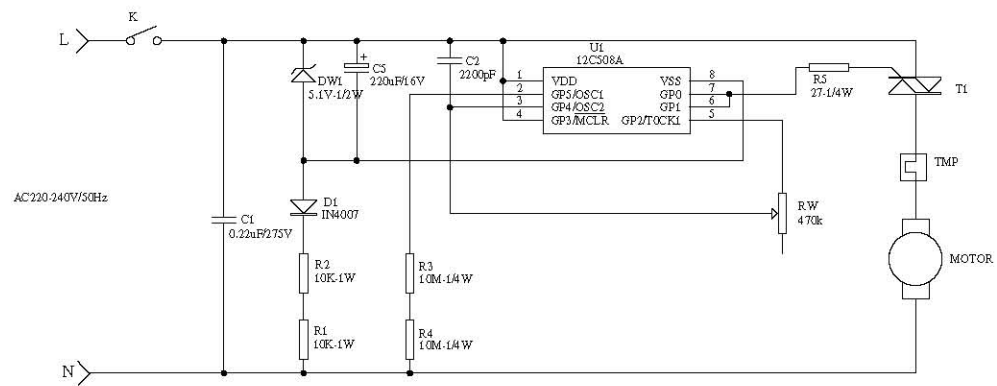 K
L
U1
12C508A
DW1
5.1V-1/2W
+
C5
220uF/16V
C2
2200pF
1 VDD VSS 8
2 GP5/OSC1 GP0 7
3 GP4/OSC2 GP1 6
4 GP3/MCLR GP2/T0CK1 5
R5
27-1/4W
T1
TMP
AC220-240V/50Hz
D1
IN4007
C1
0.22uF/275V
RW
470k
R2
10K-1W
R3
10M-1/4W
MOTOR
R1
10K-1W
R4
10M-1/4W
N